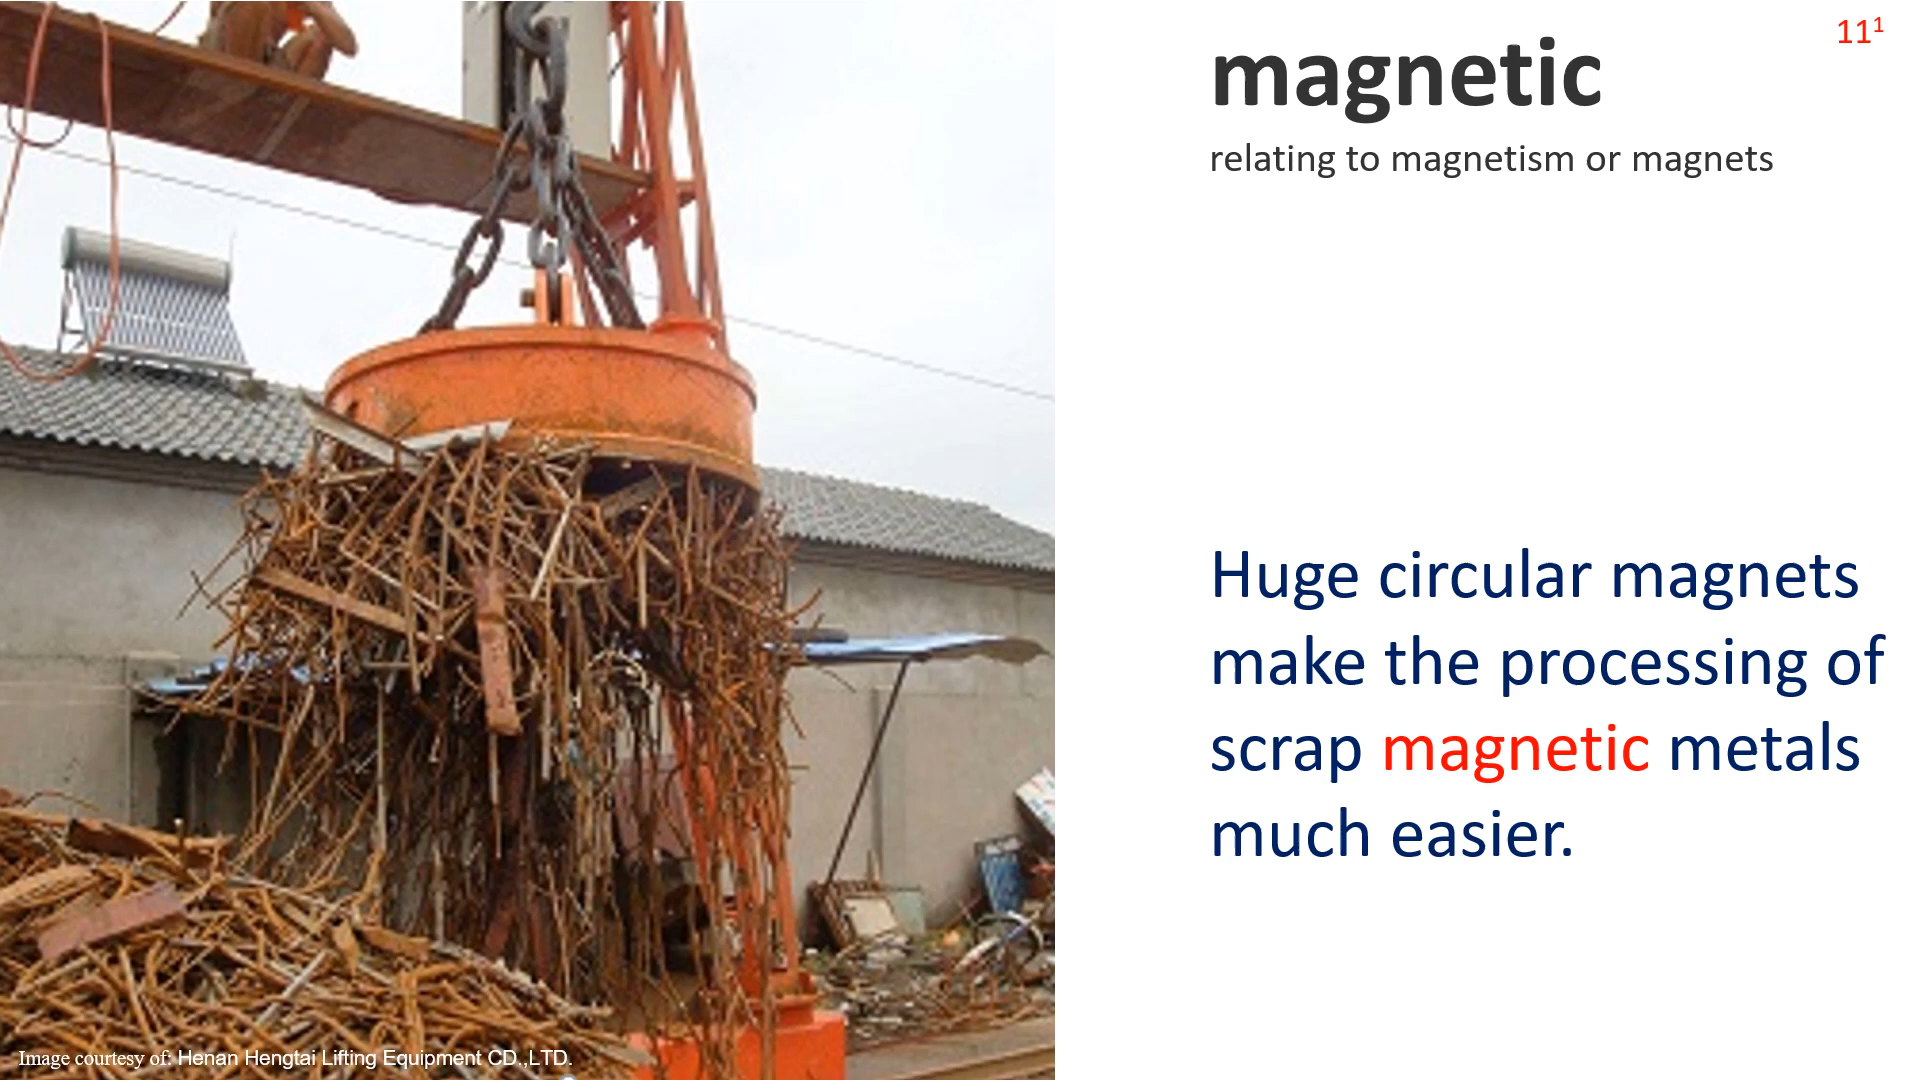 11¹
magnetic
relating to magnetism or magnets
Huge circular magnets
make the processing of
scrap magnetic metals
much easier.
Image courtesy of: Henan Hengtai Lifting Equipment CD.,LTD.